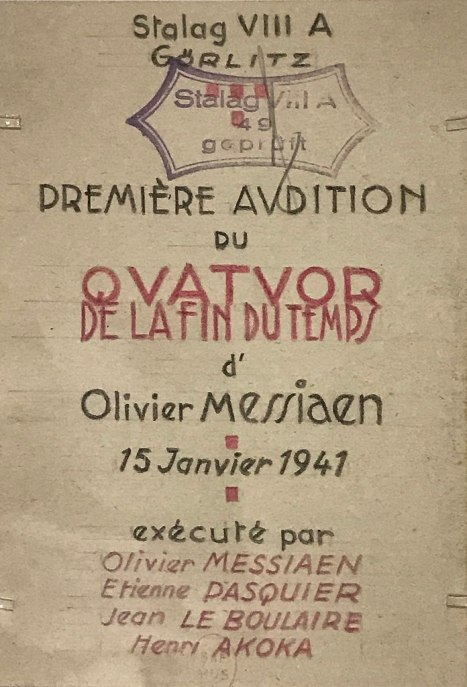 Stalag VIII A
GÖRLITZ
Stalag VIII A
49
geprüft
PREMIÈRE AVDITION
DU
QVATVOR
DE LA FIN DU TEMPS
d'
Olivier Messiaen
15 Janvier 1941
exécuté par
Olivier MESSIAEN
Etienne PASQUIER
Jean LE BOULAIRE
Henri AKOKA